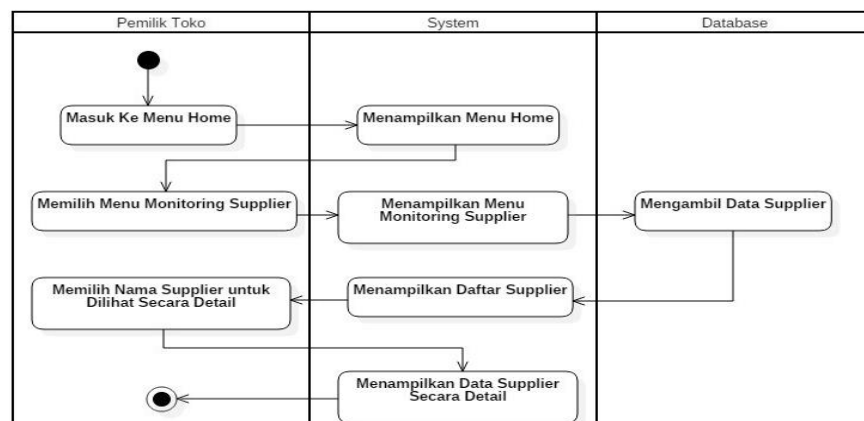 Pemilik Toko
System
Database
Masuk Ke Menu Home
Menampilkan Menu Home
Memilih Menu Monitoring Supplier
Menampilkan Menu
Monitoring Supplier
Mengambil Data Supplier
Memilih Nama Supplier untuk
Dilihat Secara Detail
Menampilkan Daftar Supplier
Menampilkan Data Supplier
Secara Detail